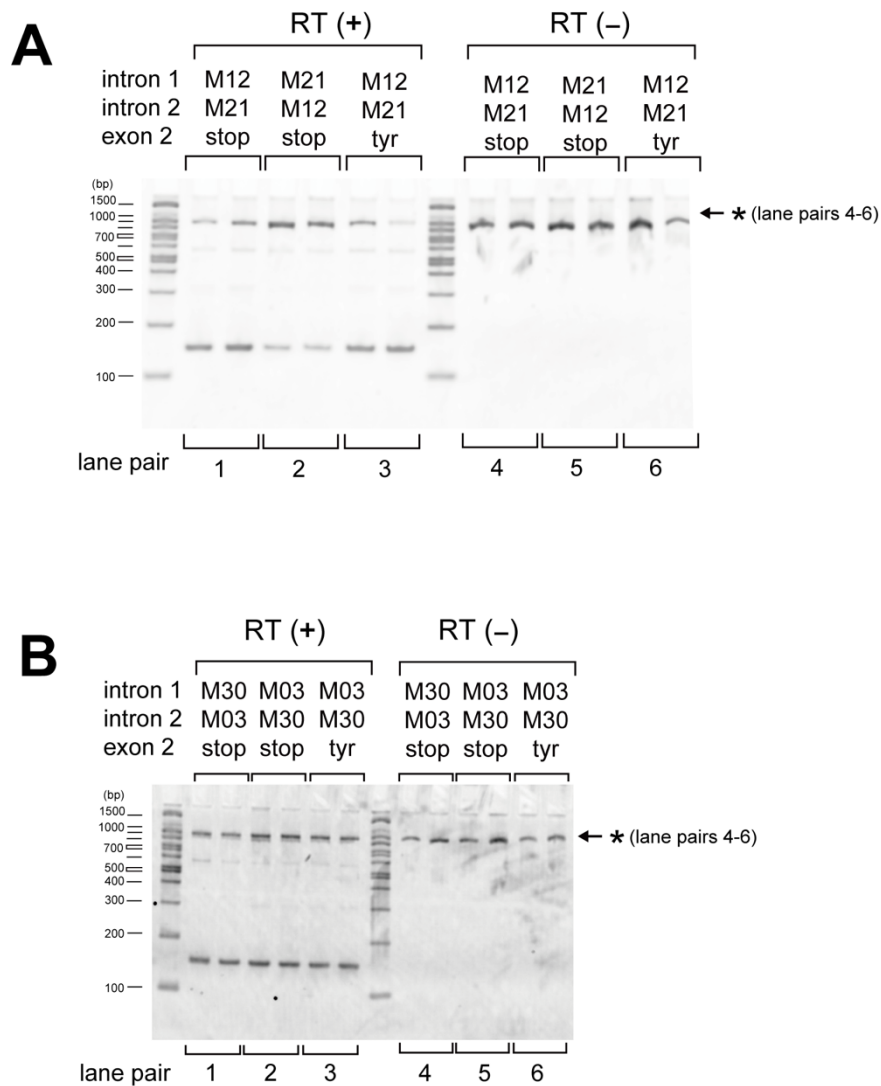 A
RT (+) RT (–)
intron 1 M12 M21 M12 M12 M21 M12
intron 2 M21 M12 M21 M21 M12 M21
exon 2 stop stop tyr stop stop tyr
(bp)
1500
1000
700
500
400
300
200
100
* (lane pairs 4-6)
lane pair 1 2 3 4 5 6
B
RT (+) RT (–)
intron 1 M30 M03 M03 M30 M03 M03
intron 2 M03 M30 M30 M03 M30 M30
exon 2 stop stop tyr stop stop tyr
(bp)
1500
1000
700
500
400
300
200
100
* (lane pairs 4-6)
lane pair 1 2 3 4 5 6